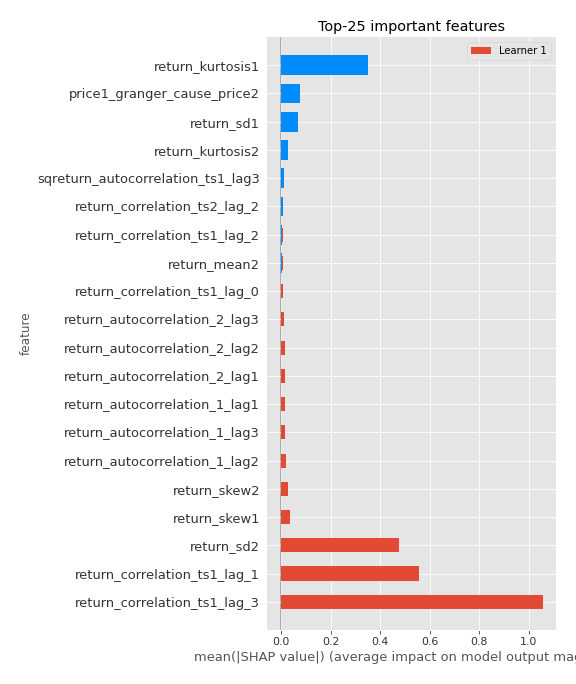 Top-25 important features
Learner 1
return_kurtosis1
price1_granger_cause_price2
return_sd1
return_kurtosis2
sqreturn_autocorrelation_ts1_lag3
return_correlation_ts2_lag_2
return_correlation_ts1_lag_2
return_mean2
return_correlation_ts1_lag_0
return_autocorrelation_2_lag3
return_autocorrelation_2_lag2
return_autocorrelation_2_lag1
return_autocorrelation_1_lag1
return_autocorrelation_1_lag3
return_autocorrelation_1_lag2
return_skew2
return_skew1
return_sd2
return_correlation_ts1_lag_1
return_correlation_ts1_lag_3
feature
0.0 0.2 0.4 0.6 0.8 1.0
mean(|SHAP value|) (average impact on model output mag